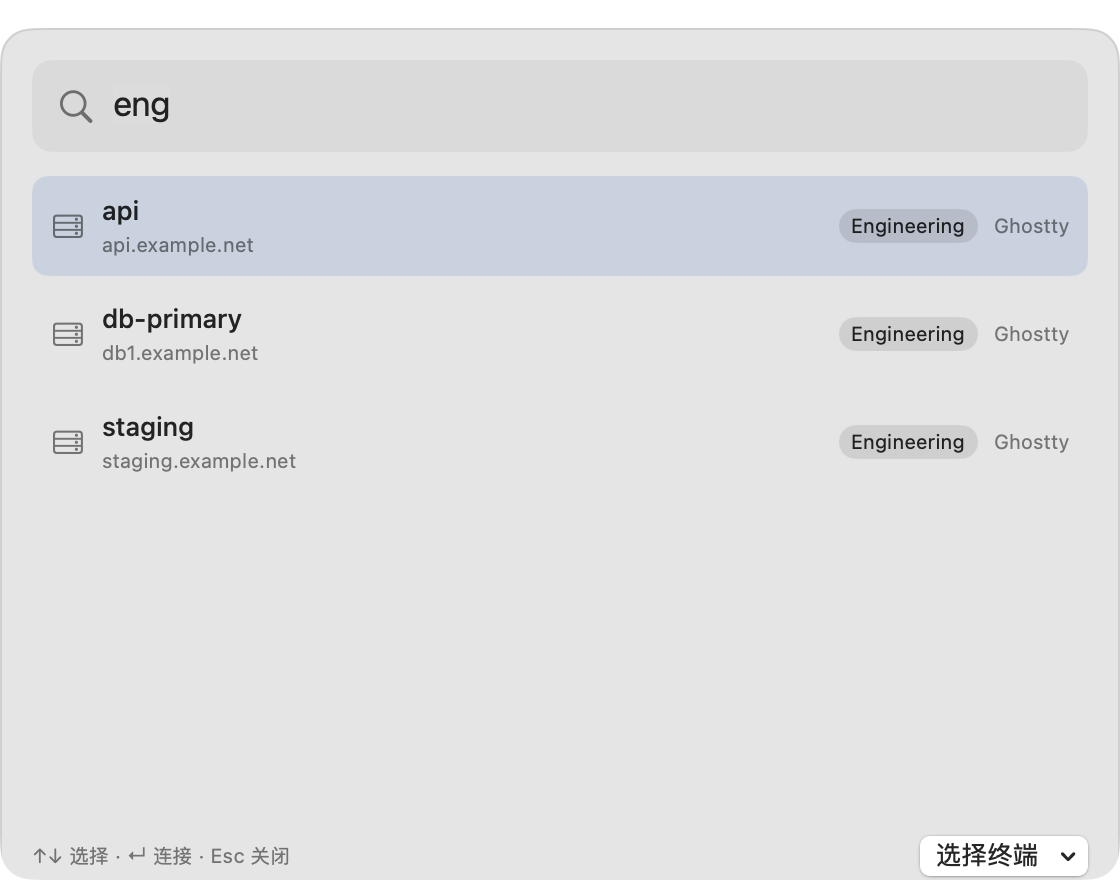 eng
api
api.example.net
Engineering Ghostty
db-primary
db1.example.net
Engineering Ghostty
staging
staging.example.net
Engineering Ghostty
↑↓ 选择 · ↵ 连接 · Esc 关闭
选择终端